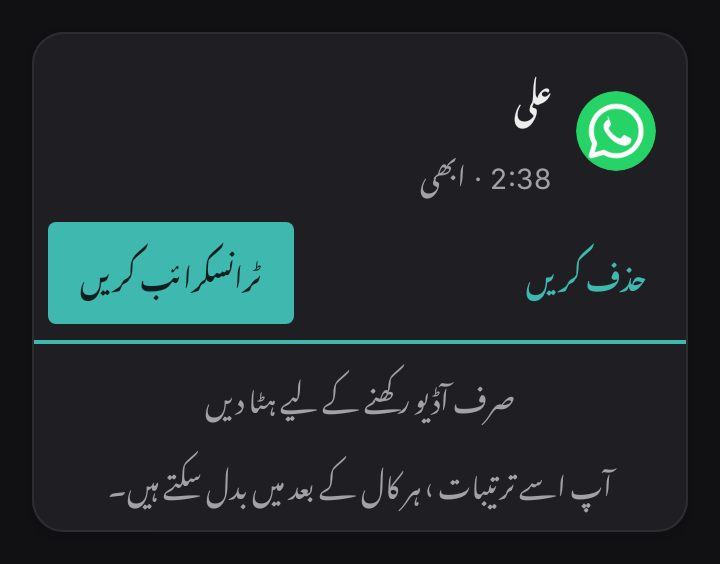 علی
2:38 · ابھی
حذف کریں
ٹرانسکرائب کریں
صرف آڈیو رکھنے کے لیے ہٹا دیں
آپ اسے ترتیبات، ہر کال کے بعد میں بدل سکتے ہیں۔